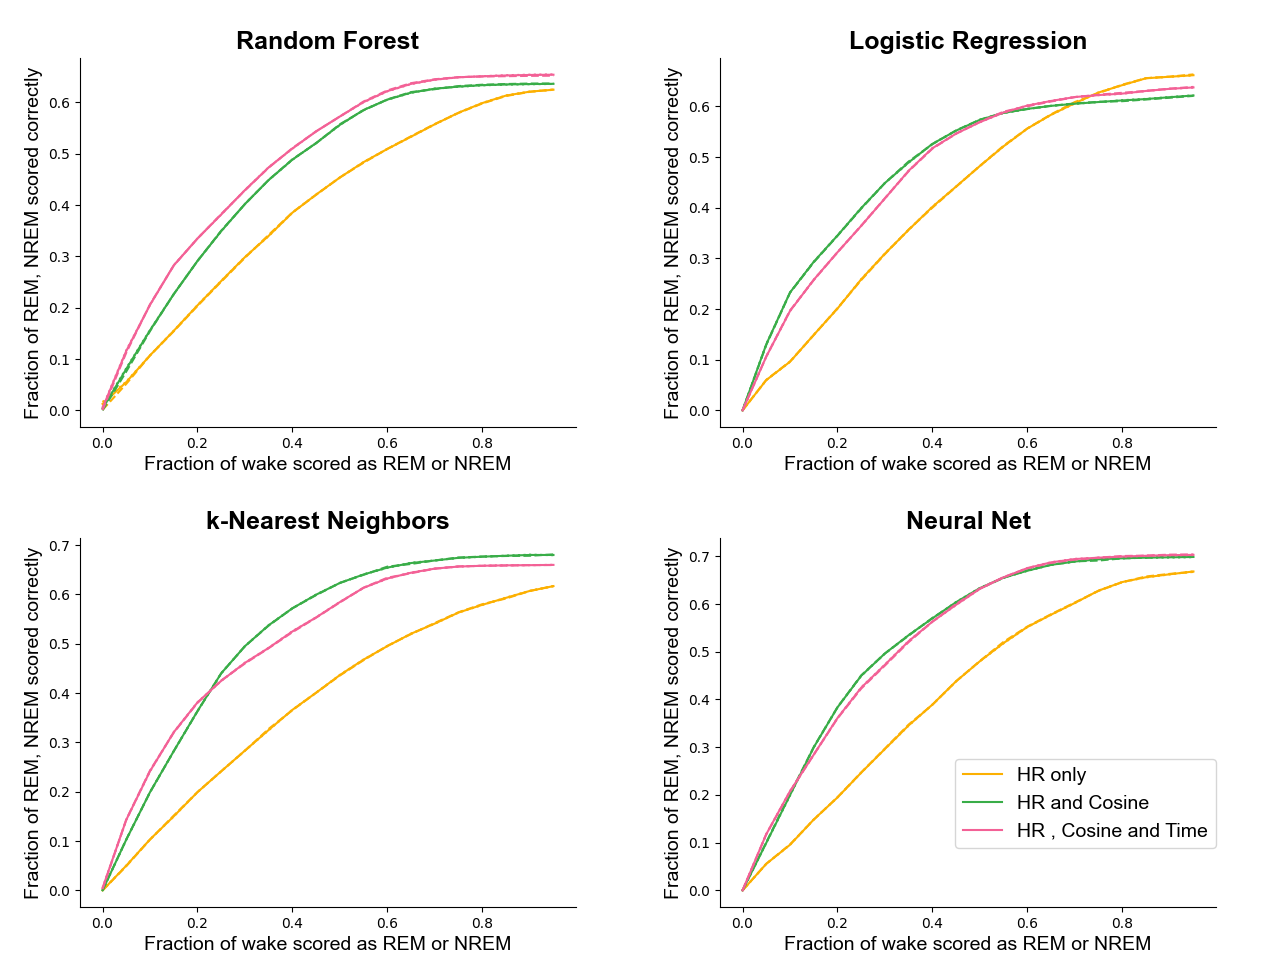 Random Forest
Fraction of REM, NREM scored correctly
0.6
0.5
0.4
0.3
0.2
0.1
0.0
0.0 0.2 0.4 0.6 0.8
Fraction of wake scored as REM or NREM
Logistic Regression
Fraction of REM, NREM scored correctly
0.6
0.5
0.4
0.3
0.2
0.1
0.0
0.0 0.2 0.4 0.6 0.8
Fraction of wake scored as REM or NREM
k-Nearest Neighbors
Fraction of REM, NREM scored correctly
0.7
0.6
0.5
0.4
0.3
0.2
0.1
0.0
0.0 0.2 0.4 0.6 0.8
Fraction of wake scored as REM or NREM
Neural Net
Fraction of REM, NREM scored correctly
0.7
0.6
0.5
0.4
0.3
0.2
0.1
0.0
0.0 0.2 0.4 0.6 0.8
Fraction of wake scored as REM or NREM
HR only
HR and Cosine
HR , Cosine and Time